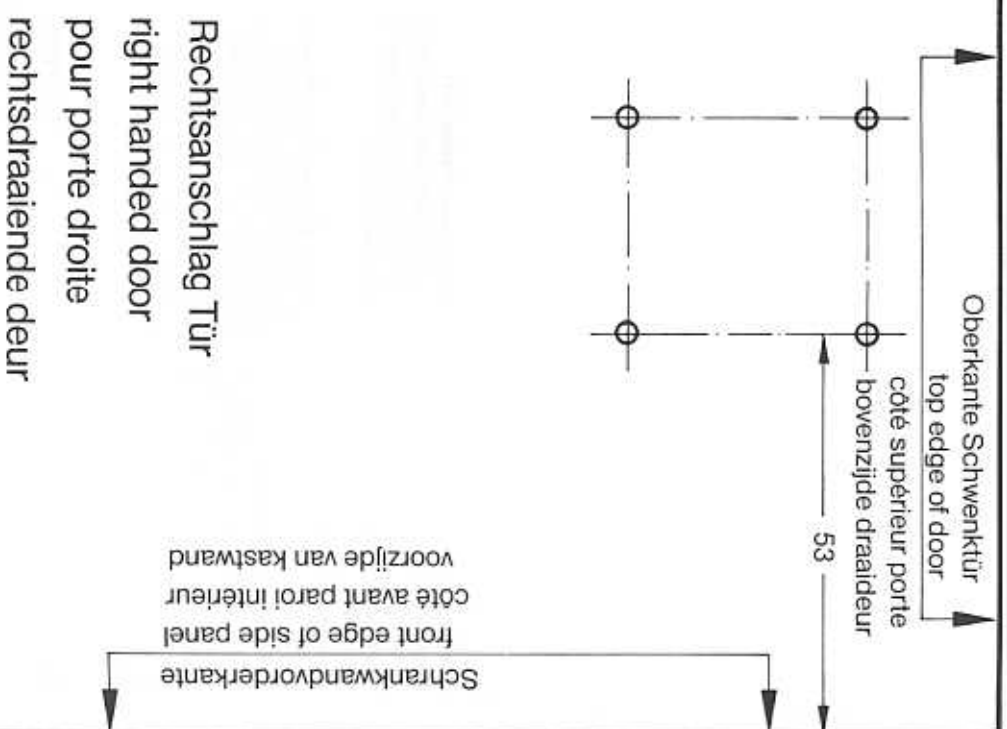 Oberkante Schwenktür
top edge of door
côté supérieur porte
bovenzijde draaideur
53
Schrankwandvorderkante
front edge of side panel
côté avant paroi intérieur
voorzijde van kastwand
Rechtsanschlag Tür
right handed door
pour porte droite
rechtsdraaiende deur